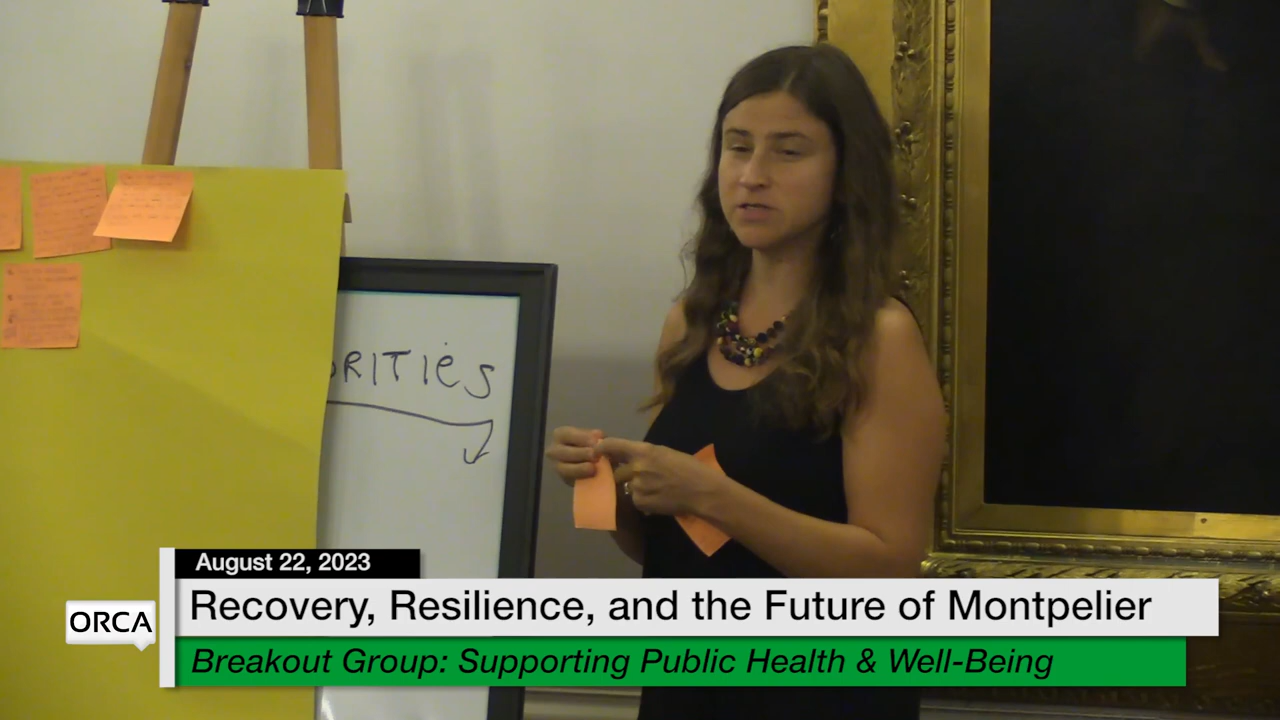 ORITIES
August 22, 2023
Recovery, Resilience, and the Future of Montpelier
ORCA
Breakout Group: Supporting Public Health & Well-Being